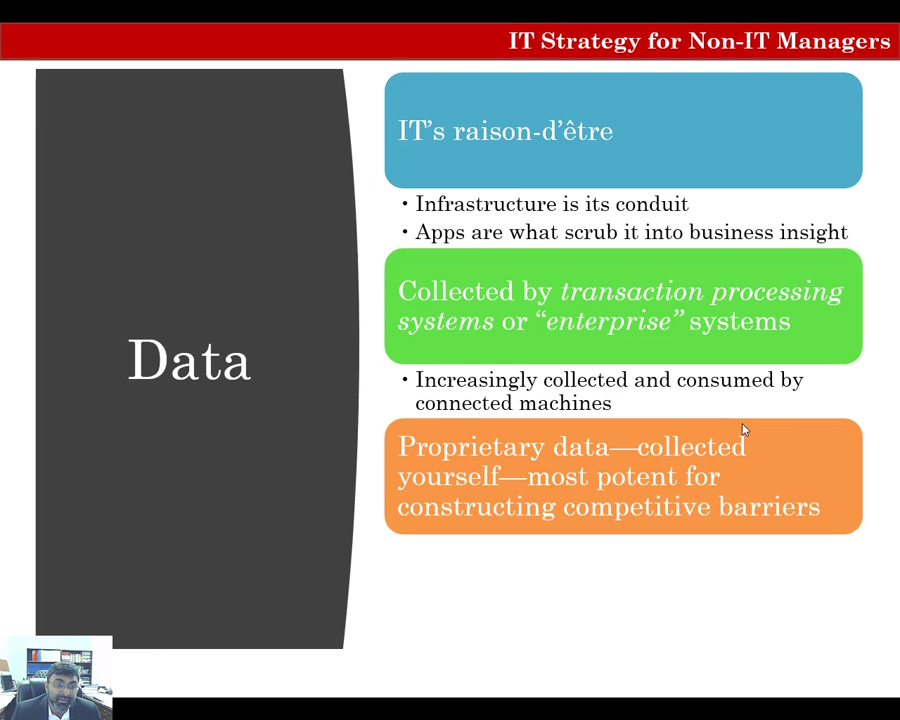 IT Strategy for Non-IT Managers
Data
IT’s raison-d’être
• Infrastructure is its conduit
• Apps are what scrub it into business insight
Collected by transaction processing
systems or “enterprise” systems
• Increasingly collected and consumed by
connected machines
Proprietary data—collected
yourself—most potent for
constructing competitive barriers